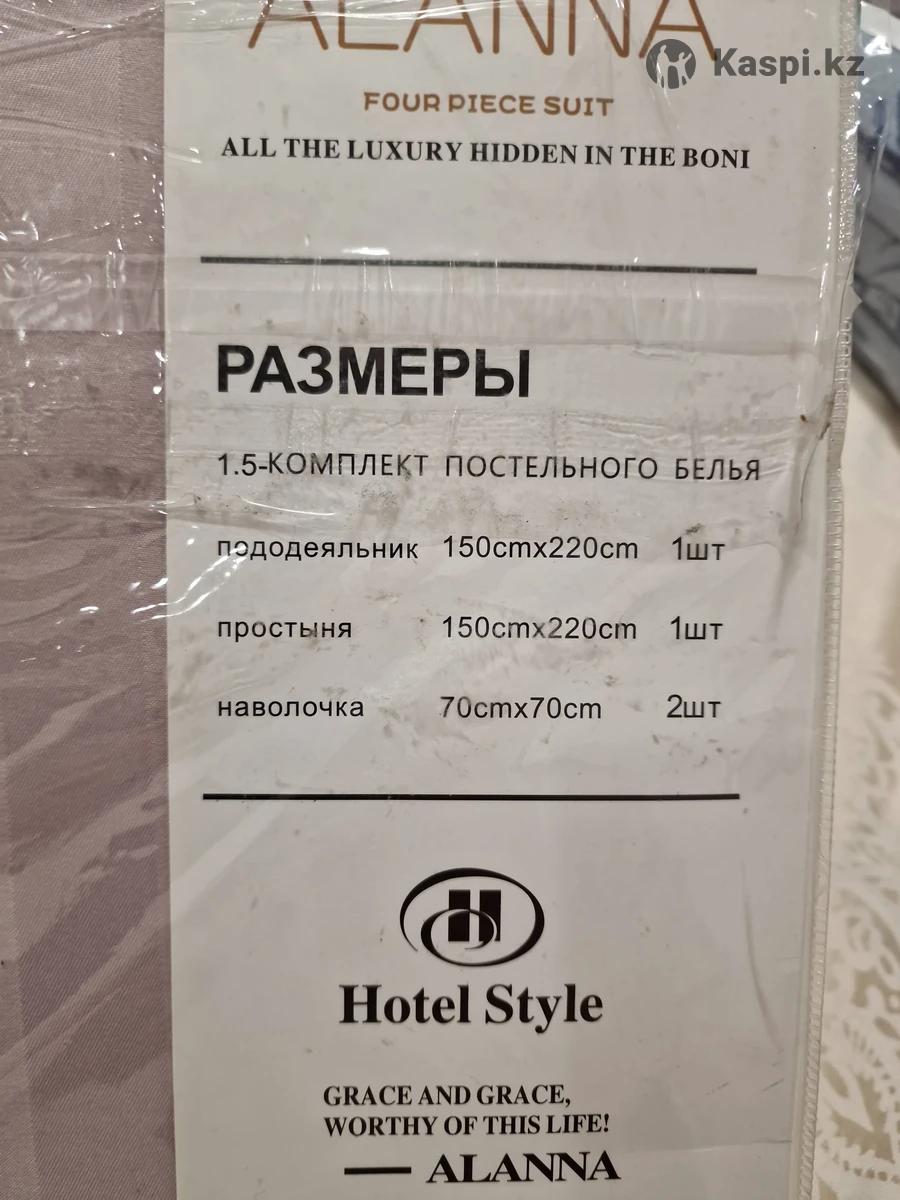 ALANNA
Kaspi.kz
FOUR PIECE SUIT
ALL THE LUXURY HIDDEN IN THE BONI
РАЗМЕРЫ
1.5-КОМПЛЕКТ ПОСТЕЛЬНОГО БЕЛЬЯ
пододеяльник 150cmx220cm 1шт
простыня 150cmx220cm 1шт
наволочка 70cmx70cm 2шт
H
Hotel Style
GRACE AND GRACE,
WORTHY OF THIS LIFE!
— ALANNA